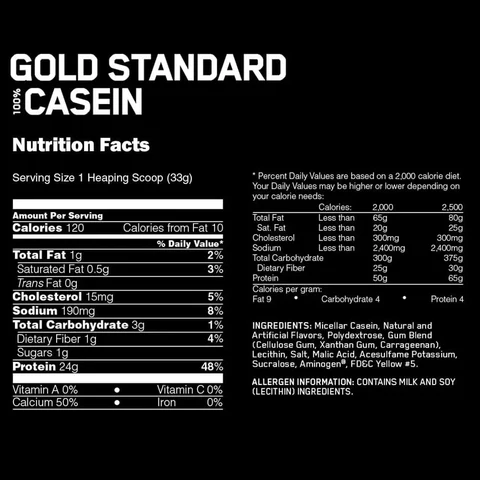 GOLD STANDARD
100% CASEIN
Nutrition Facts
Serving Size 1 Heaping Scoop (33g)
Amount Per Serving
Calories 120 Calories from Fat 10
% Daily Value*
Total Fat 1g 2%
Saturated Fat 0.5g 3%
Trans Fat 0g
Cholesterol 15mg 5%
Sodium 190mg 8%
Total Carbohydrate 3g 1%
Dietary Fiber 1g 4%
Sugars 1g
Protein 24g 48%
Vitamin A 0% • Vitamin C 0%
Calcium 50% • Iron 0%
* Percent Daily Values are based on a 2,000 calorie diet.
Your Daily Values may be higher or lower depending on
your calorie needs:
Calories: 2,000 2,500
Total Fat Less than 65g 80g
Sat. Fat Less than 20g 25g
Cholesterol Less than 300mg 300mg
Sodium Less than 2,400mg 2,400mg
Total Carbohydrate 300g 375g
Dietary Fiber 25g 30g
Protein 50g 65g
Calories per gram:
Fat 9 • Carbohydrate 4 • Protein 4
INGREDIENTS: Micellar Casein, Natural and
Artificial Flavors, Polydextrose, Gum Blend
(Cellulose Gum, Xanthan Gum, Carrageenan),
Lecithin, Salt, Malic Acid, Acesulfame Potassium,
Sucralose, Aminogen®, FD&C Yellow #5.
ALLERGEN INFORMATION: CONTAINS MILK AND SOY
(LECITHIN) INGREDIENTS.